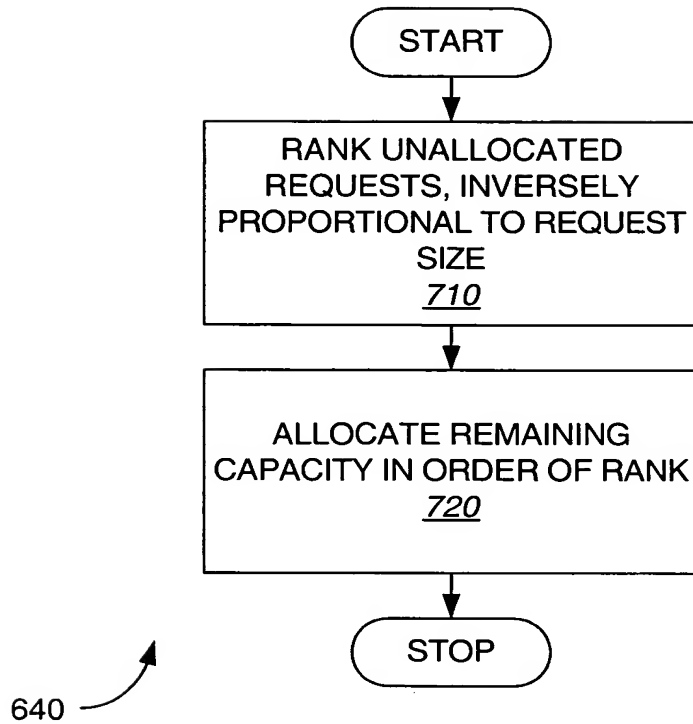 START
RANK UNALLOCATED
REQUESTS, INVERSELY
PROPORTIONAL TO REQUEST
SIZE
710
ALLOCATE REMAINING
CAPACITY IN ORDER OF RANK
720
STOP
640